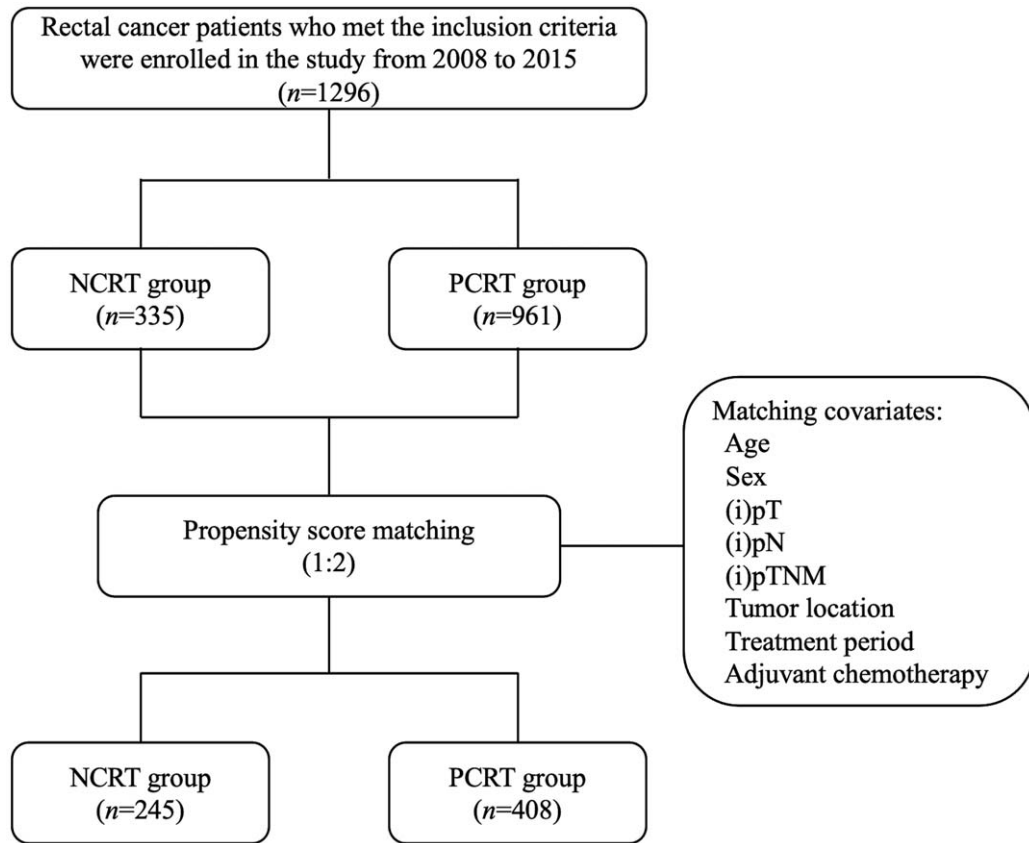 Rectal cancer patients who met the inclusion criteria
were enrolled in the study from 2008 to 2015
(n=1296)
NCRT group
(n=335)
PCRT group
(n=961)
Matching covariates:
Age
Sex
(i)pT
(i)pN
(i)pTNM
Tumor location
Treatment period
Adjuvant chemotherapy
Propensity score matching
(1:2)
NCRT group
(n=245)
PCRT group
(n=408)